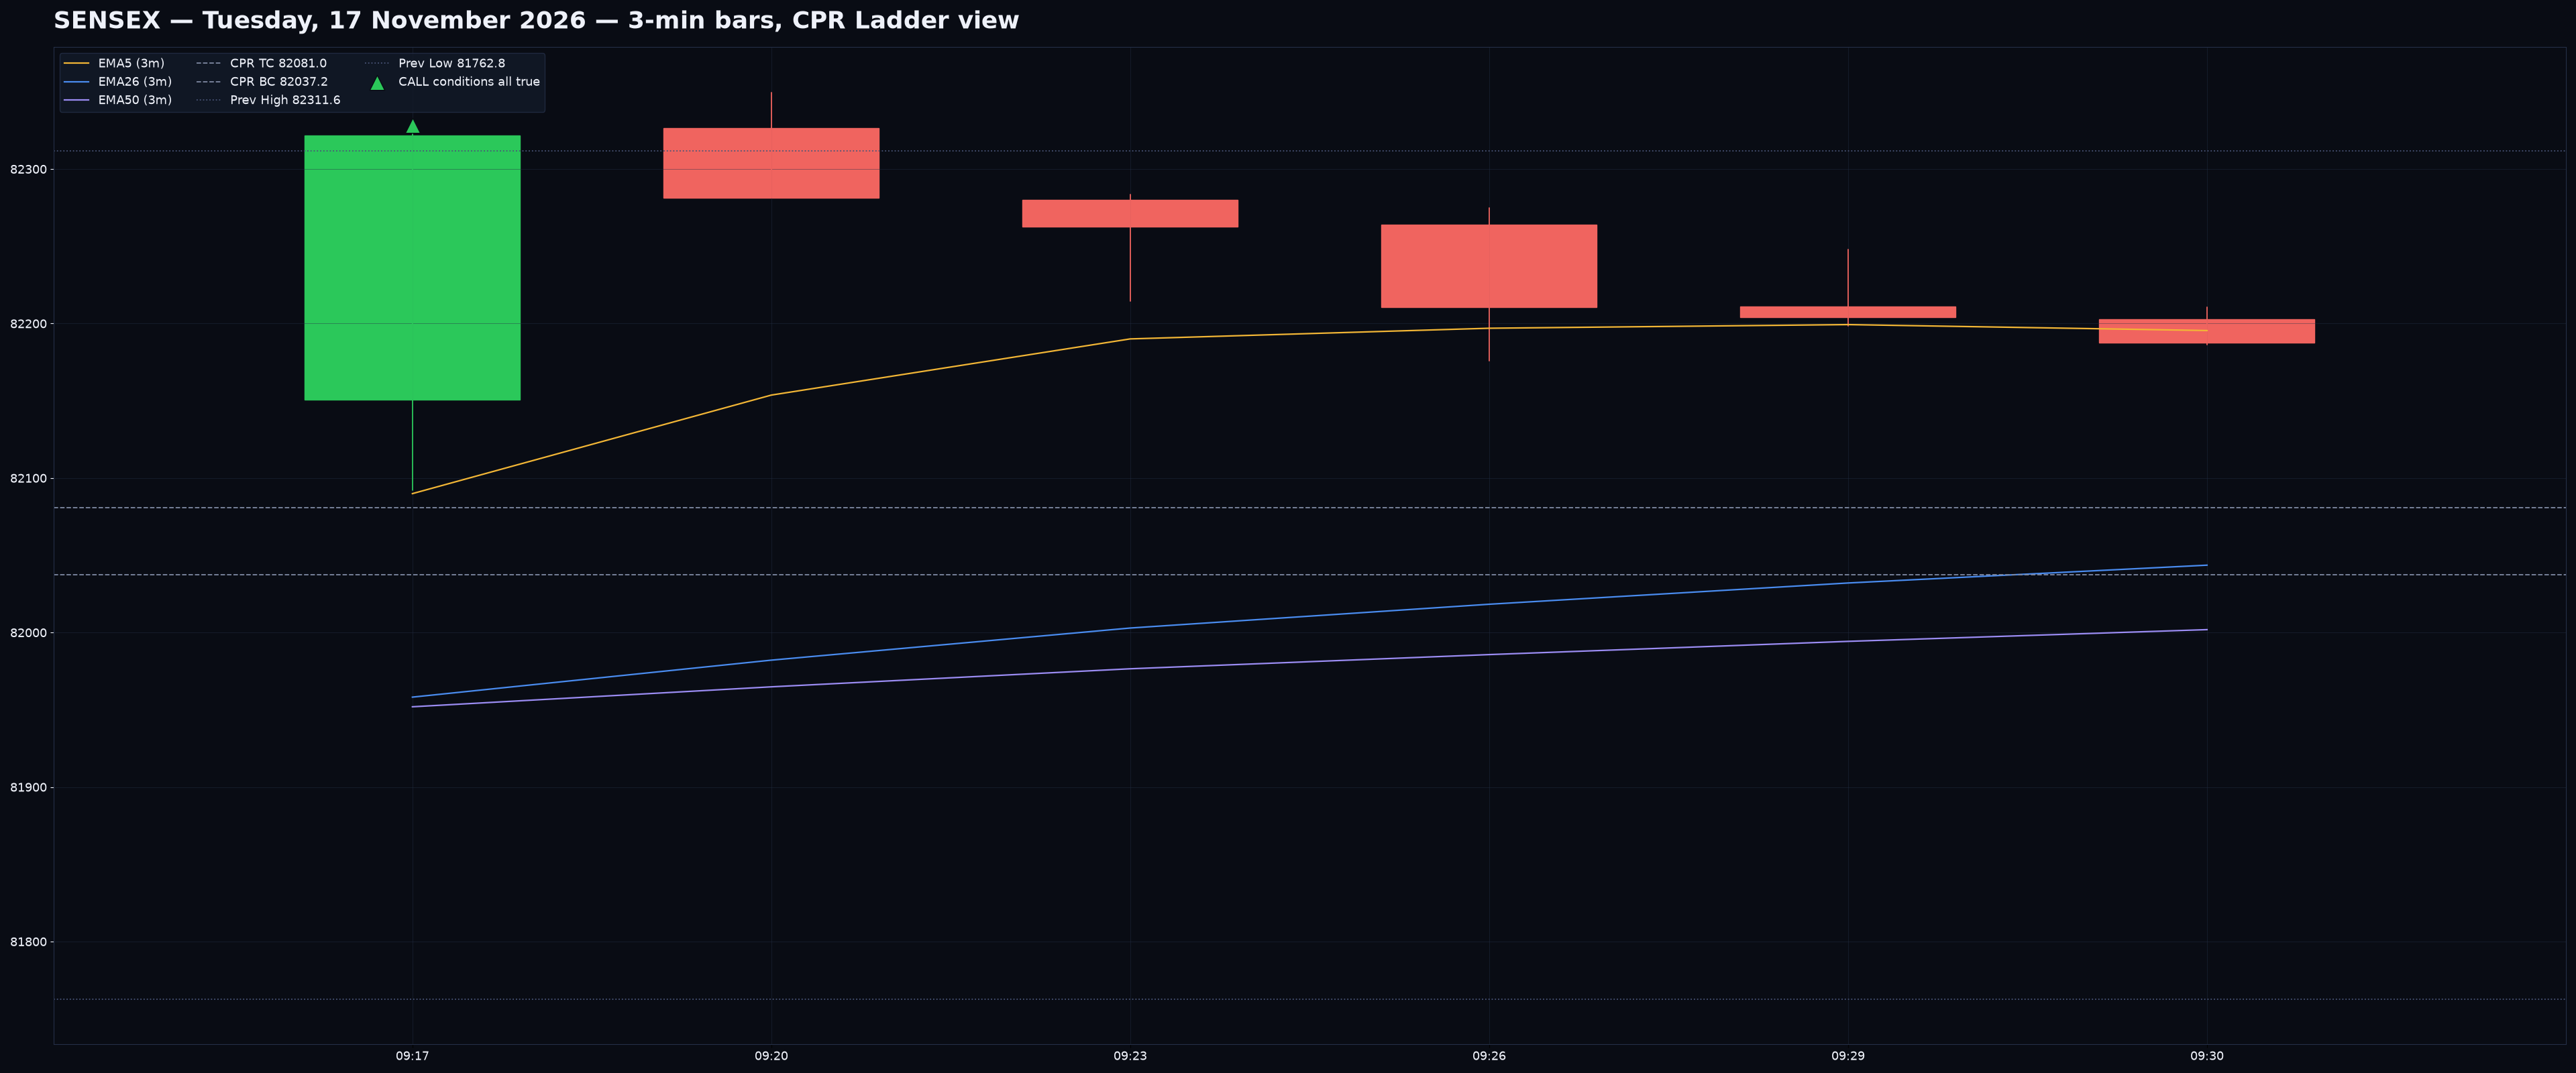 SENSEX — Tuesday, 17 November 2026 — 3-min bars, CPR Ladder view
EMA5 (3m)
EMA26 (3m)
EMA50 (3m)
CPR TC 82081.0
CPR BC 82037.2
Prev High 82311.6
Prev Low 81762.8
CALL conditions all true
82300
82200
82100
82000
81900
81800
09:17
09:20
09:23
09:26
09:29
09:30